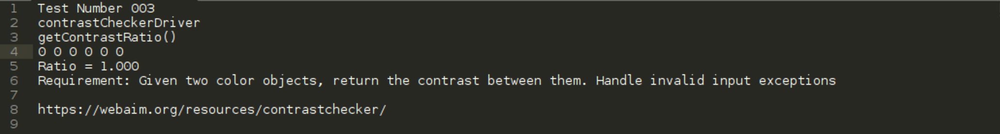 1 Test Number 003
2 contrastCheckerDriver
3 getContrastRatio()
4 0 0 0 0 0 0
5 Ratio = 1.000
6 Requirement: Given two color objects, return the contrast between them. Handle invalid input exceptions
7
8 https://webaim.org/resources/contrastchecker/
9